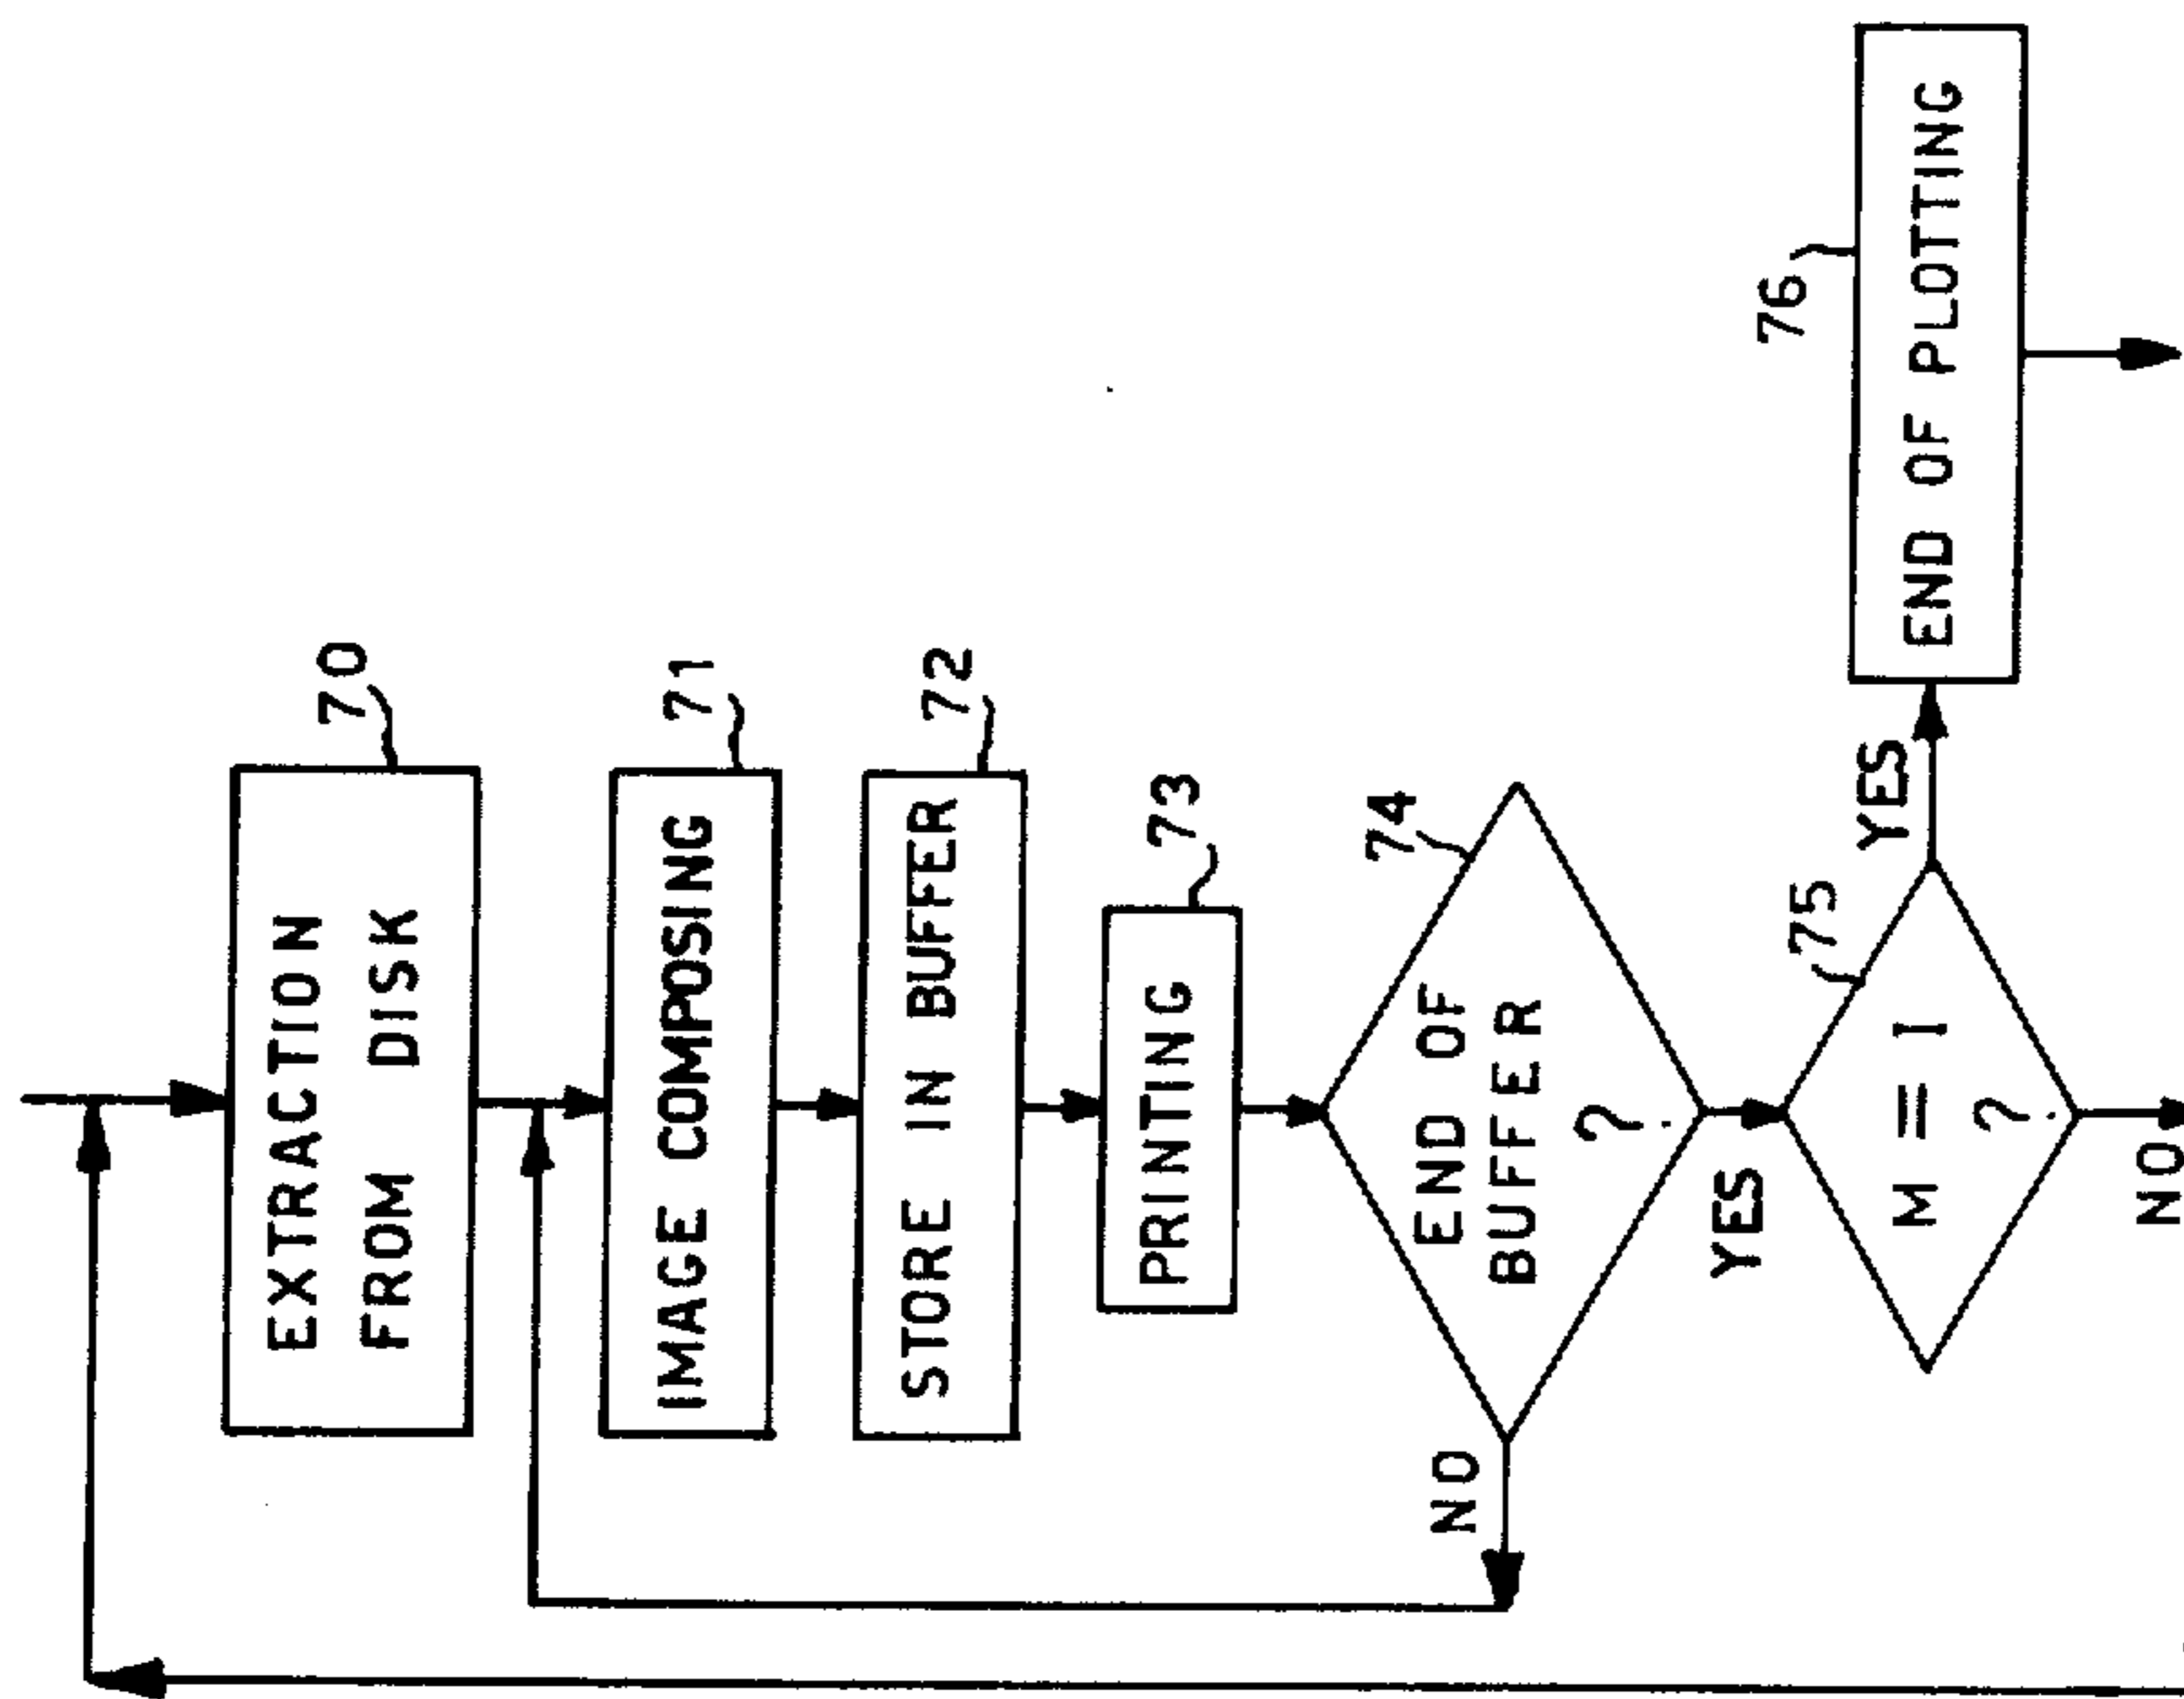 70
EXTRACTION
FROM DISK
71
IMAGE COMPOSING
72
STORE IN BUFFER
73
PRINTING
74
END OF
BUFFER
?
NO
YES
75
M = I
?
YES
NO
76
END OF PLOTTING